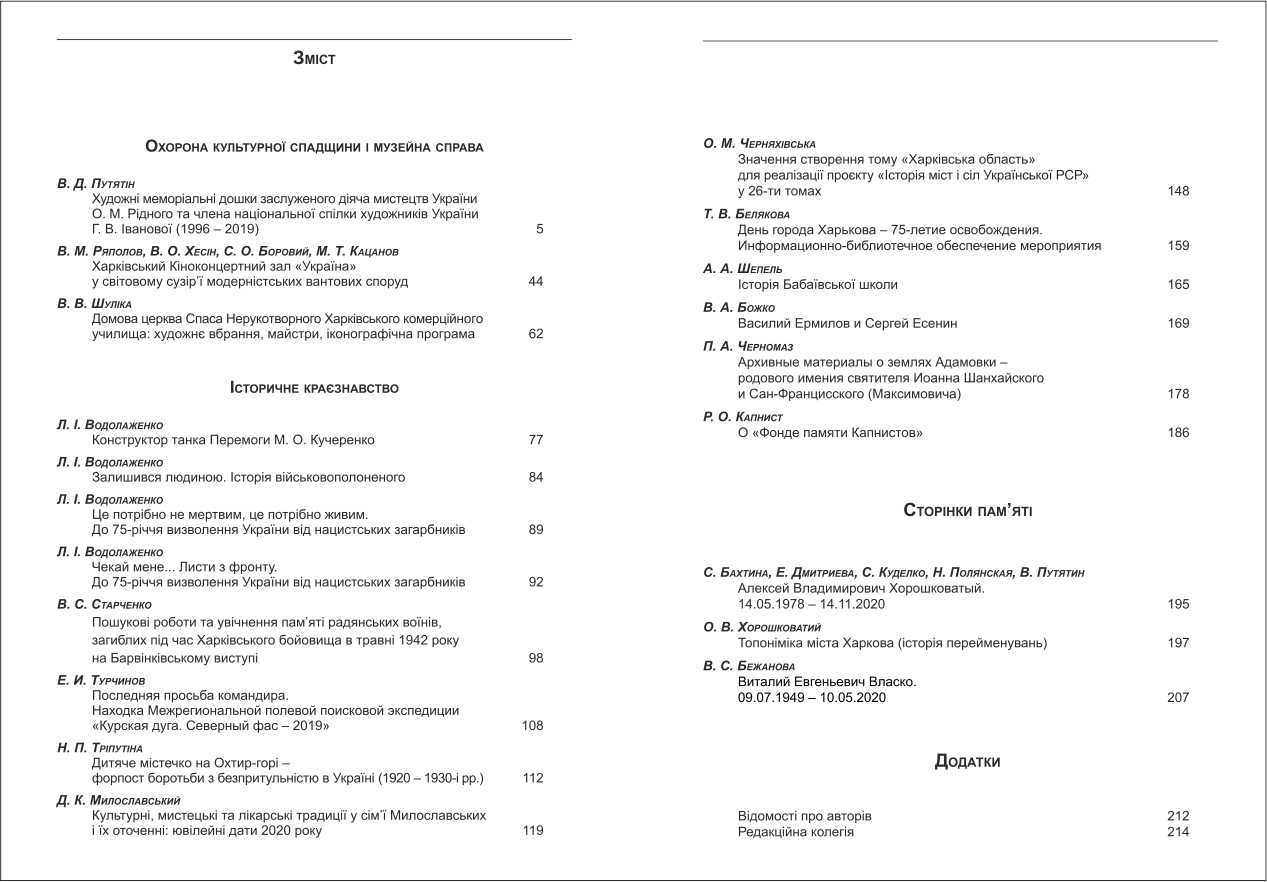 Зміст
Охорона культурної спадщини і музейна справа
В. Д. Путятін
Художні меморіальні дошки заслуженого діяча мистецтв України
О. М. Рідного та члена національної спілки художників України
Г. В. Іванової (1996 – 2019) 5
В. М. Ряполов, В. О. Хесін, С. О. Боровий, М. Т. Кацанов
Харківський Кіноконцертний зал «Україна»
у світовому сузір’ї модерністських вантових споруд 44
В. В. Шуліка
Домова церква Спаса Нерукотворного Харківського комерційного
училища: художнє вбрання, майстри, іконографічна програма 62
Історичне краєзнавство
Л. І. Водолаженко
Конструктор танка Перемоги М. О. Кучеренко 77
Л. І. Водолаженко
Залишився людиною. Історія військовополоненого 84
Л. І. Водолаженко
Це потрібно не мертвим, це потрібно живим.
До 75-річчя визволення України від нацистських загарбників 89
Л. І. Водолаженко
Чекай мене... Листи з фронту.
До 75-річчя визволення України від нацистських загарбників 92
В. С. Старченко
Пошукові роботи та увічнення пам’яті радянських воїнів,
загиблих під час Харківського бойовища в травні 1942 року
на Барвінківському виступі 98
Е. И. Турчинов
Последняя просьба командира.
Находка Межрегиональной полевой поисковой экспедиции
«Курская дуга. Северный фас – 2019» 108
Н. П. Тріпутіна
Дитяче містечко на Охтир-горі –
форпост боротьби з безпритульністю в Україні (1920 – 1930-і рр.) 112
Д. К. Милославський
Культурні, мистецькі та лікарські традиції у сім’ї Милославських
і їх оточенні: ювілейні дати 2020 року 119
О. М. Черняхівська
Значення створення тому «Харківська область»
для реалізації проєкту «Історія міст і сіл Української РСР»
у 26-ти томах 148
Т. В. Белякова
День города Харькова – 75-летие освобождения.
Информационно-библиотечное обеспечение мероприятия 159
А. А. Шепель
Історія Бабаївської школи 165
В. А. Божко
Василий Ермилов и Сергей Есенин 169
П. А. Черномаз
Архивные материалы о землях Адамовки –
родового имения святителя Иоанна Шанхайского
и Сан-Францисского (Максимовича) 178
Р. О. Капнист
О «Фонде памяти Капнистов» 186
Сторінки пам’яті
С. Бахтина, Е. Дмитриева, С. Куделко, Н. Полянская, В. Путятин
Алексей Владимирович Хорошковатый.
14.05.1978 – 14.11.2020 195
О. В. Хорошковатий
Топоніміка міста Харкова (історія перейменувань) 197
В. С. Бежанова
Виталий Евгеньевич Власко.
09.07.1949 – 10.05.2020 207
Додатки
Відомості про авторів 212
Редакційна колегія 214